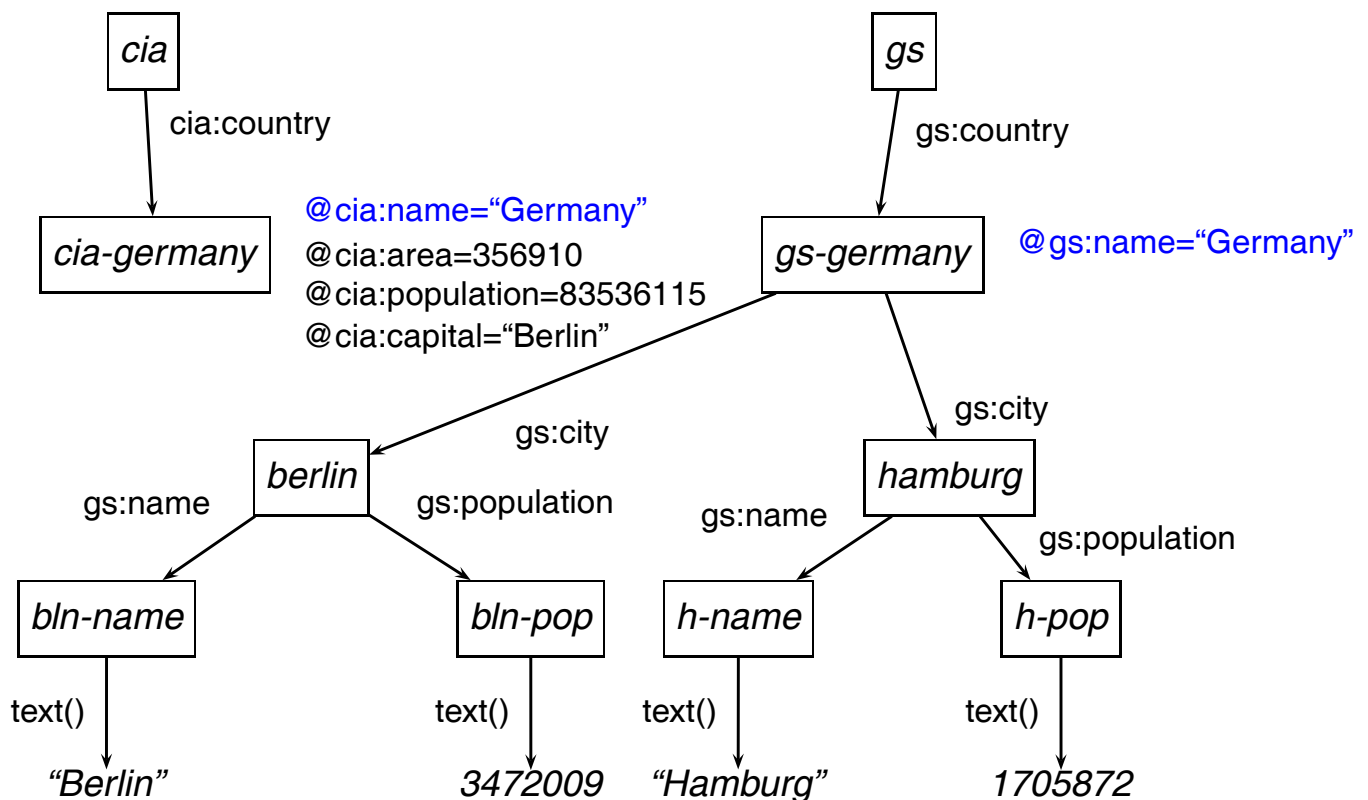 cia
gs
cia:country
gs:country
@cia:name=“Germany”
cia-germany
@cia:area=356910
@cia:population=83536115
@cia:capital=“Berlin”
gs-germany
@gs:name=“Germany”
gs:city
gs:city
berlin
hamburg
gs:name
gs:population
gs:name
gs:population
bln-name
bln-pop
h-name
h-pop
text()
text()
text()
text()
“Berlin”
3472009
“Hamburg”
1705872